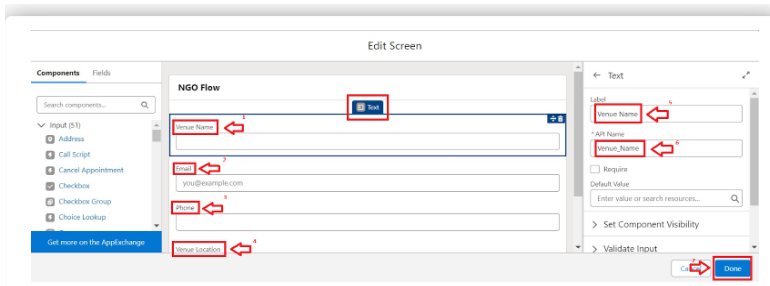 Edit Screen
Components Fields
Search components...
Input (51)
Address
Call Script
Cancel Appointment
Checkbox
Checkbox Group
Choice Lookup
Get more on the AppExchange
NGO Flow
Text
Venue Name
1
Email
2
you@example.com
Phone
3
Venue Location
4
Text
Label
5
Venue Name
*API Name
6
Venue_Name
Require
Default Value
Enter value or search resources...
Set Component Visibility
Validate Input
7
Done